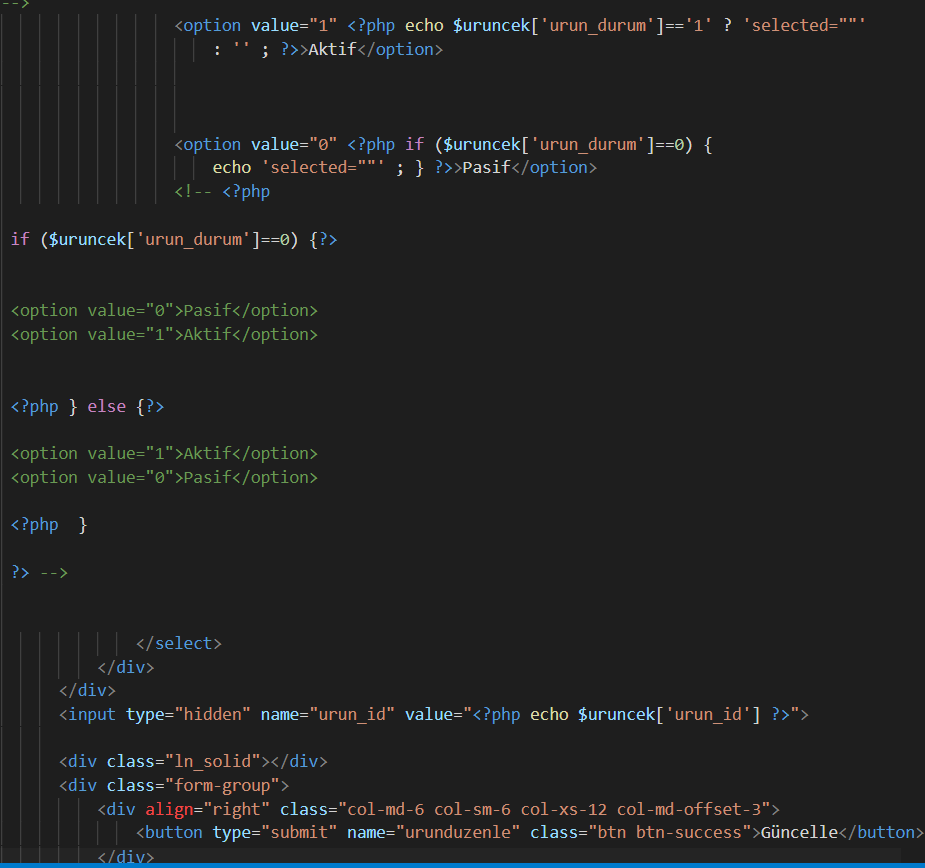 -->
<option value="1" <?php echo $uruncek['urun_durum']=='1' ? 'selected=""'
: '' ; ?>>Aktif</option>
<option value="0" <?php if ($uruncek['urun_durum']==0) {
echo 'selected=""' ; } ?>>Pasif</option>
<!-- <?php
if ($uruncek['urun_durum']==0) {?>
<option value="0">Pasif</option>
<option value="1">Aktif</option>
<?php } else {?>
<option value="1">Aktif</option>
<option value="0">Pasif</option>
<?php  }
?> -->
</select>
</div>
</div>
<input type="hidden" name="urun_id" value="<?php echo $uruncek['urun_id'] ?>">
<div class="ln_solid"></div>
<div class="form-group">
<div align="right" class="col-md-6 col-sm-6 col-xs-12 col-md-offset-3">
<button type="submit" name="urunduzenle" class="btn btn-success">Güncelle</button>
</div>